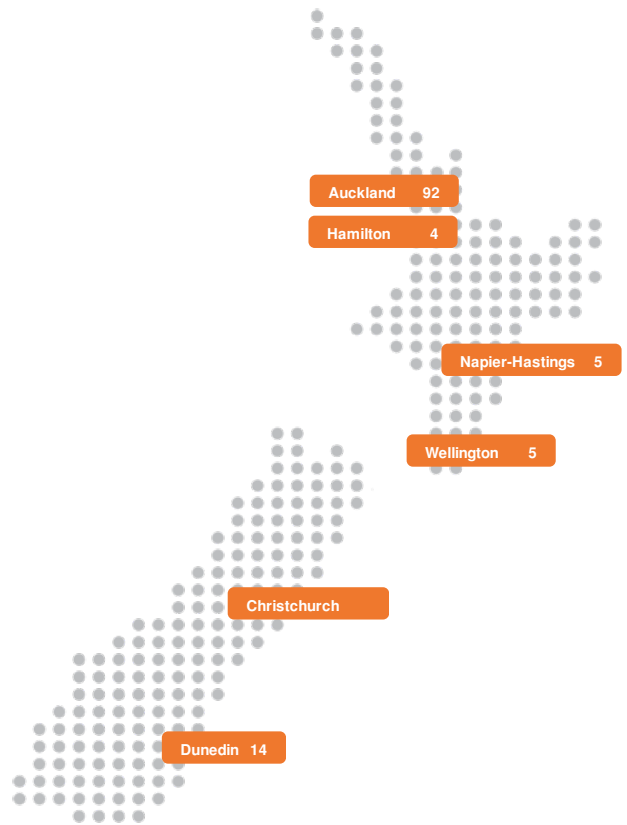 Auckland 92
Hamilton 4
Napier-Hastings 5
Wellington 5
Christchurch
Dunedin 14